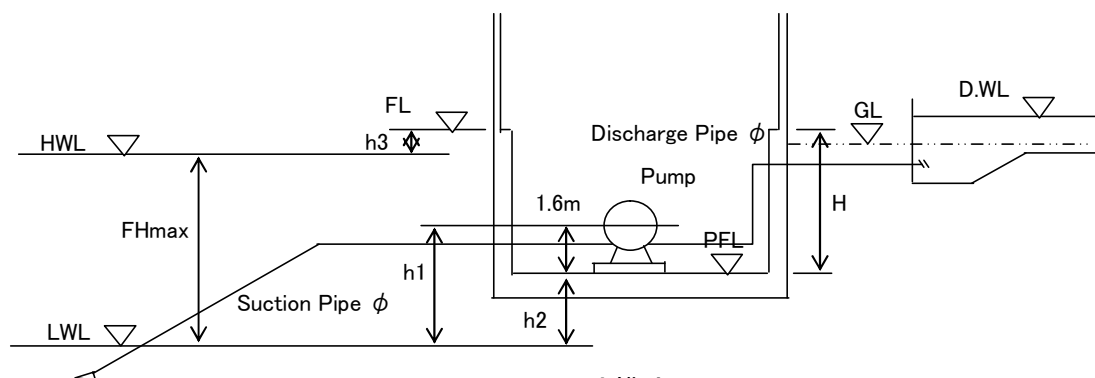 D.WL
FL
GL
HWL
h3
Discharge Pipe φ
Pump
1.6m
H
FHmax
PFL
h1
Suction Pipe φ
h2
LWL